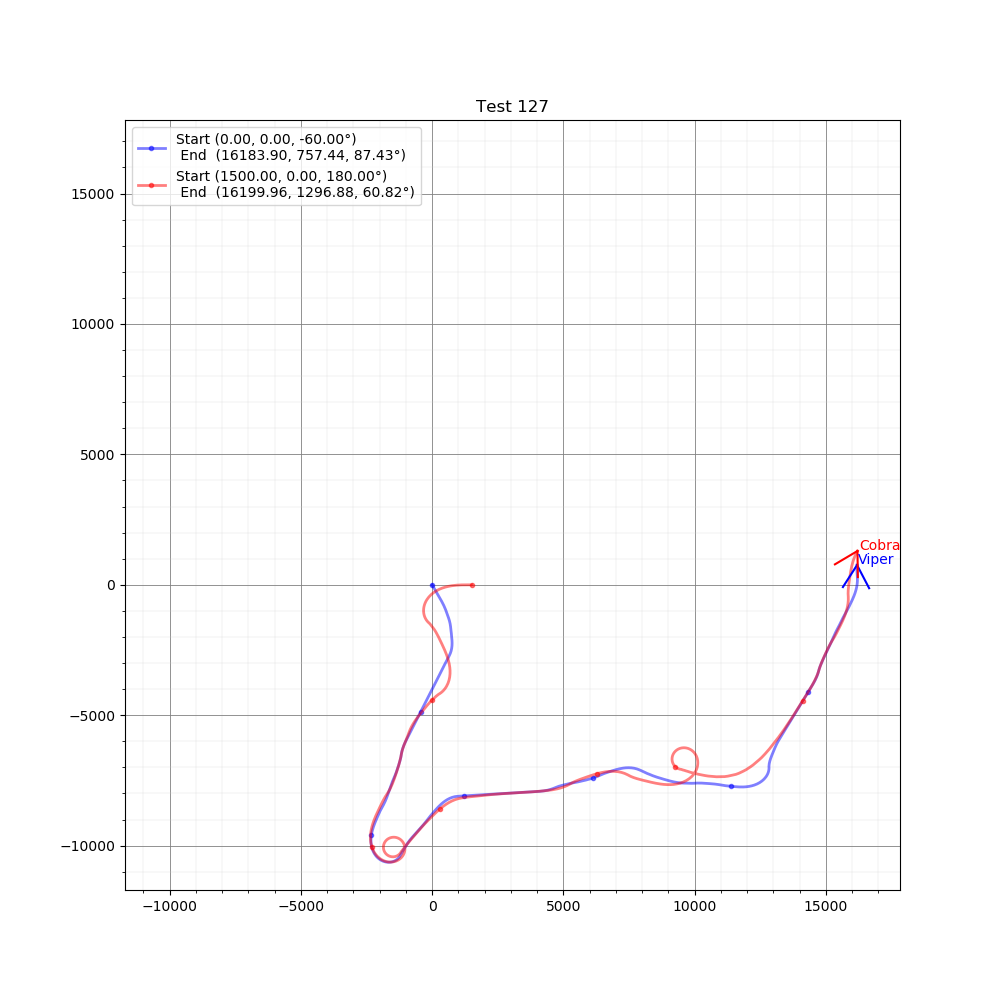 Test 127
Start (0.00, 0.00, -60.00°)
End  (16183.90, 757.44, 87.43°)
Start (1500.00, 0.00, 180.00°)
End  (16199.96, 1296.88, 60.82°)
15000
10000
5000
0
−5000
−10000
Cobra
Viper
−10000
−5000
0
5000
10000
15000